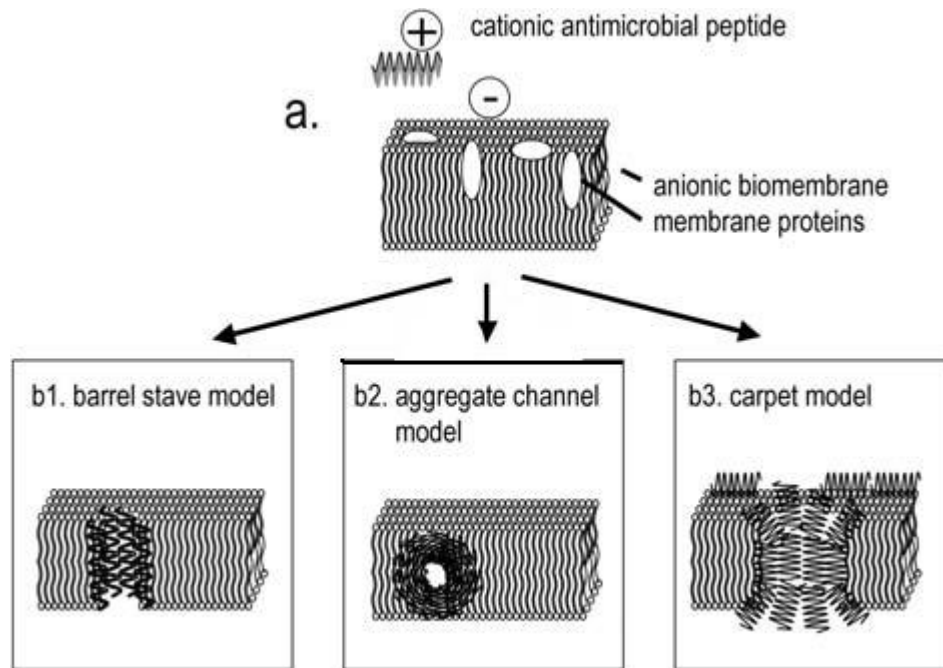 +
cationic antimicrobial peptide
a.
-
anionic biomembrane
membrane proteins
b1. barrel stave model
b2. aggregate channel
model
b3. carpet model